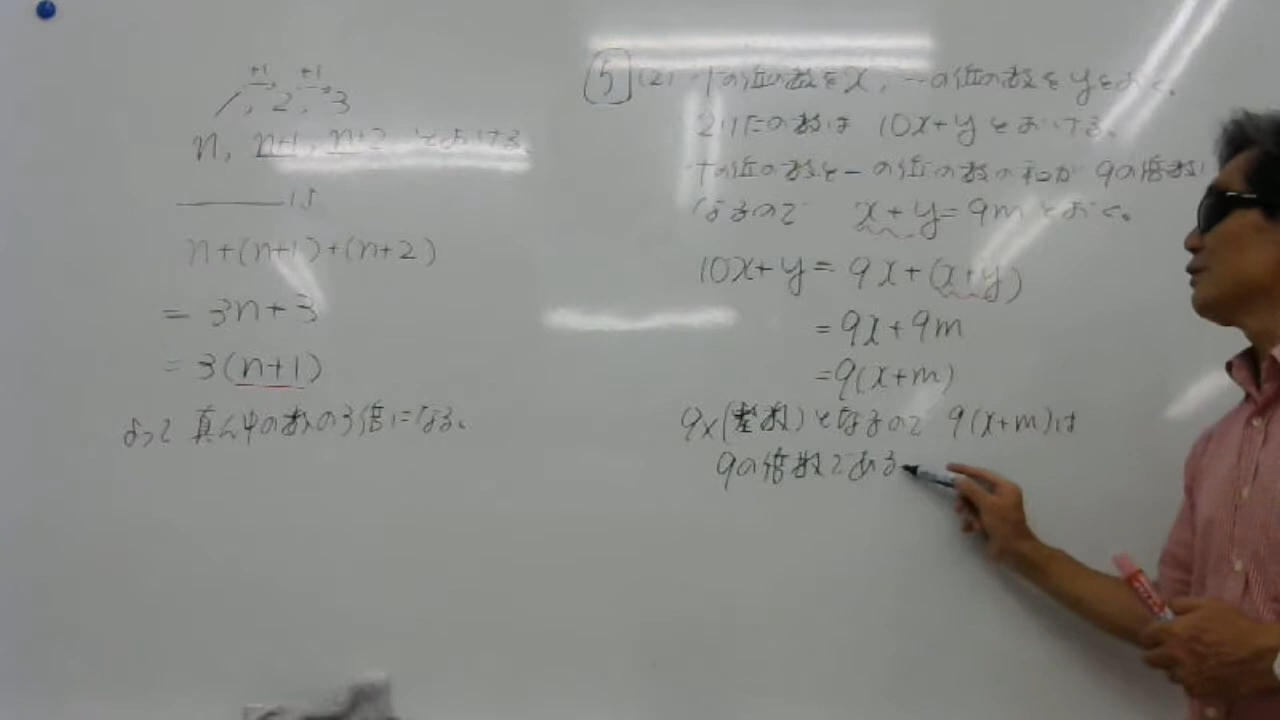 +1 +1
1, 2, 3
n, n+1, n+2 とおける。
は
n+(n+1)+(n+2)
= 3n+3
= 3(n+1)
よって 真ん中の数の3倍になる。
5 (2) 十の位の数をx, 一の位の数をyとおく。
2けたの数は 10x+yとおける。
十の位の数と一の位の数の和が 9の倍数に
なるので x+y=9mとおく。
10x+y = 9x+(x+y)
= 9x+9m
=9(x+m)
9×(整数)となるので 9(x+m)は
9の倍数である